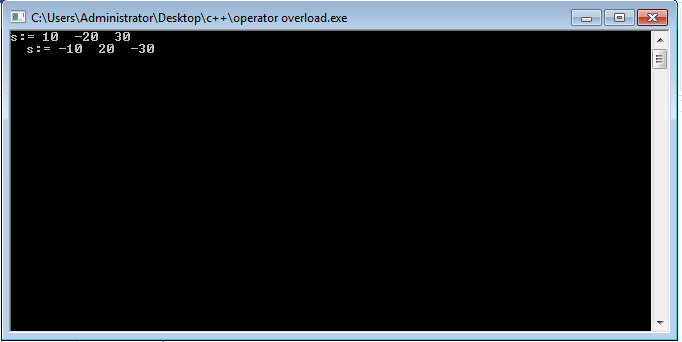 C:\Users\Administrator\Desktop\c++\operator overload.exe
s:= 10  -20  30
  s:= -10  20  -30